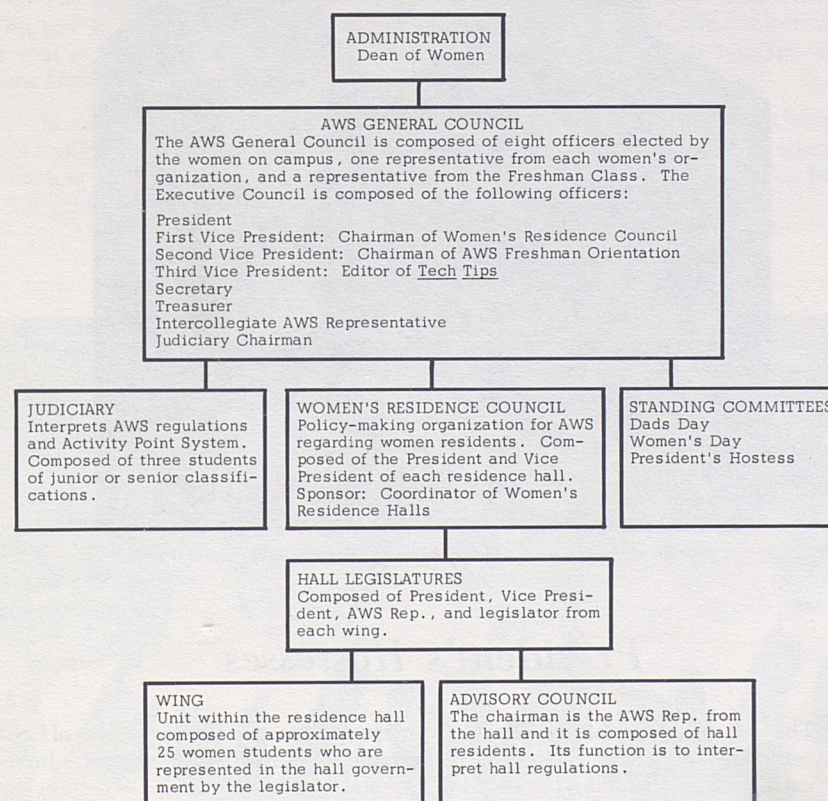 ADMINISTRATION
Dean of Women
AWS GENERAL COUNCIL
The AWS General Council is composed of eight officers elected by
the women on campus, one representative from each women's or-
ganization, and a representative from the Freshman Class. The
Executive Council is composed of the following officers:
President
First Vice President: Chairman of Women's Residence Council
Second Vice President: Chairman of AWS Freshman Orientation
Third Vice President: Editor of Tech Tips
Secretary
Treasurer
Intercollegiate AWS Representative
Judiciary Chairman
JUDICIARY
Interprets AWS regulations
and Activity Point System.
Composed of three students
of junior or senior classifi-
cations.
WOMEN'S RESIDENCE COUNCIL
Policy-making organization for AWS
regarding women residents. Com-
posed of the President and Vice
President of each residence hall.
Sponsor: Coordinator of Women's
Residence Halls
STANDING COMMITTEES
Dads Day
Women's Day
President's Hostess
HALL LEGISLATURES
Composed of President, Vice Presi-
dent, AWS Rep., and legislator from
each wing.
WING
Unit within the residence hall
composed of approximately
25 women students who are
represented in the hall govern-
ment by the legislator.
ADVISORY COUNCIL
The chairman is the AWS Rep. from
the hall and it is composed of hall
residents. Its function is to inter-
pret hall regulations.